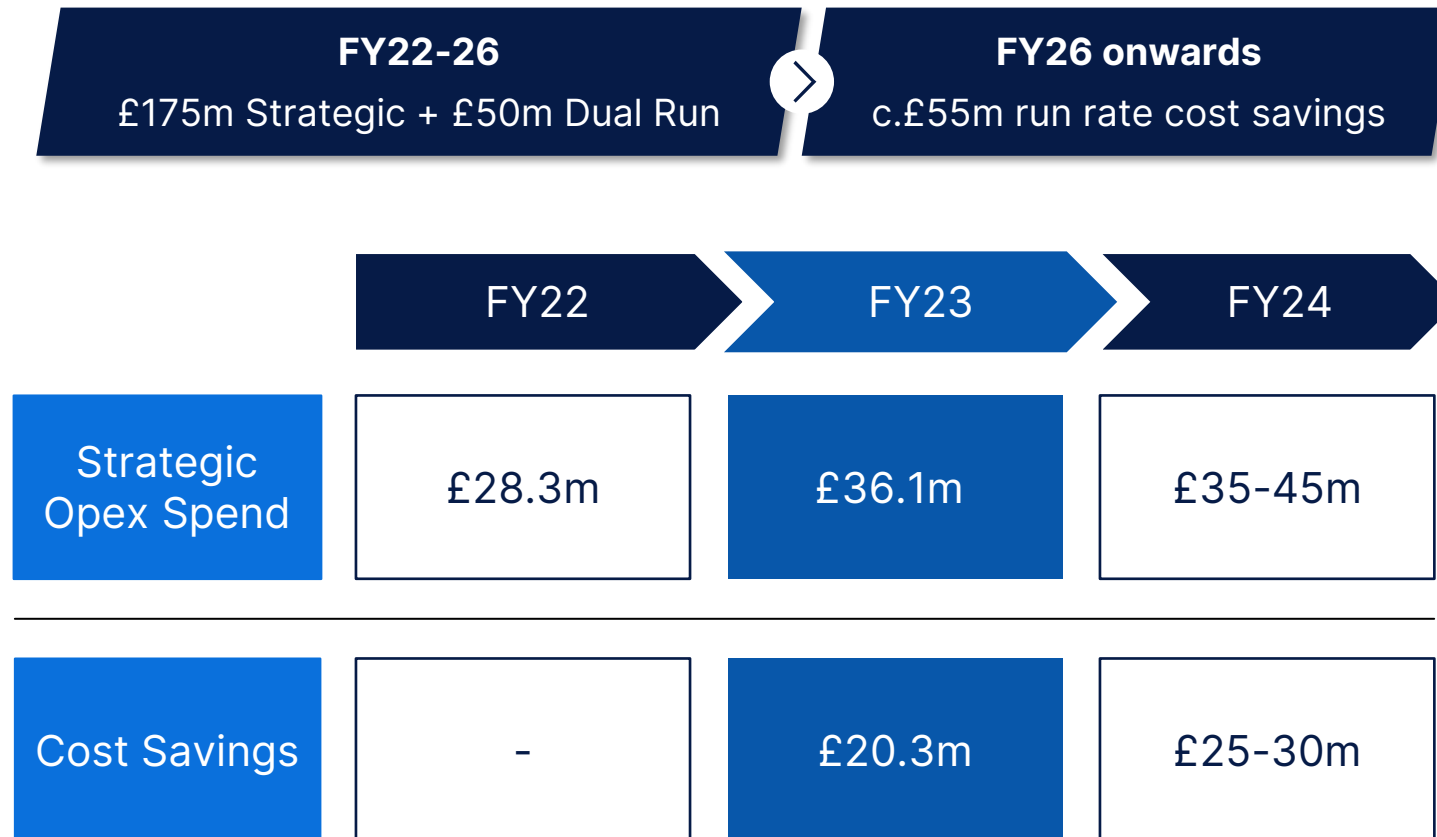 FY22-26
£175m Strategic + £50m Dual Run
FY26 onwards
c.£55m run rate cost savings
FY22
FY23
FY24
Strategic
Opex Spend
£28.3m
£36.1m
£35-45m
Cost Savings
-
£20.3m
£25-30m